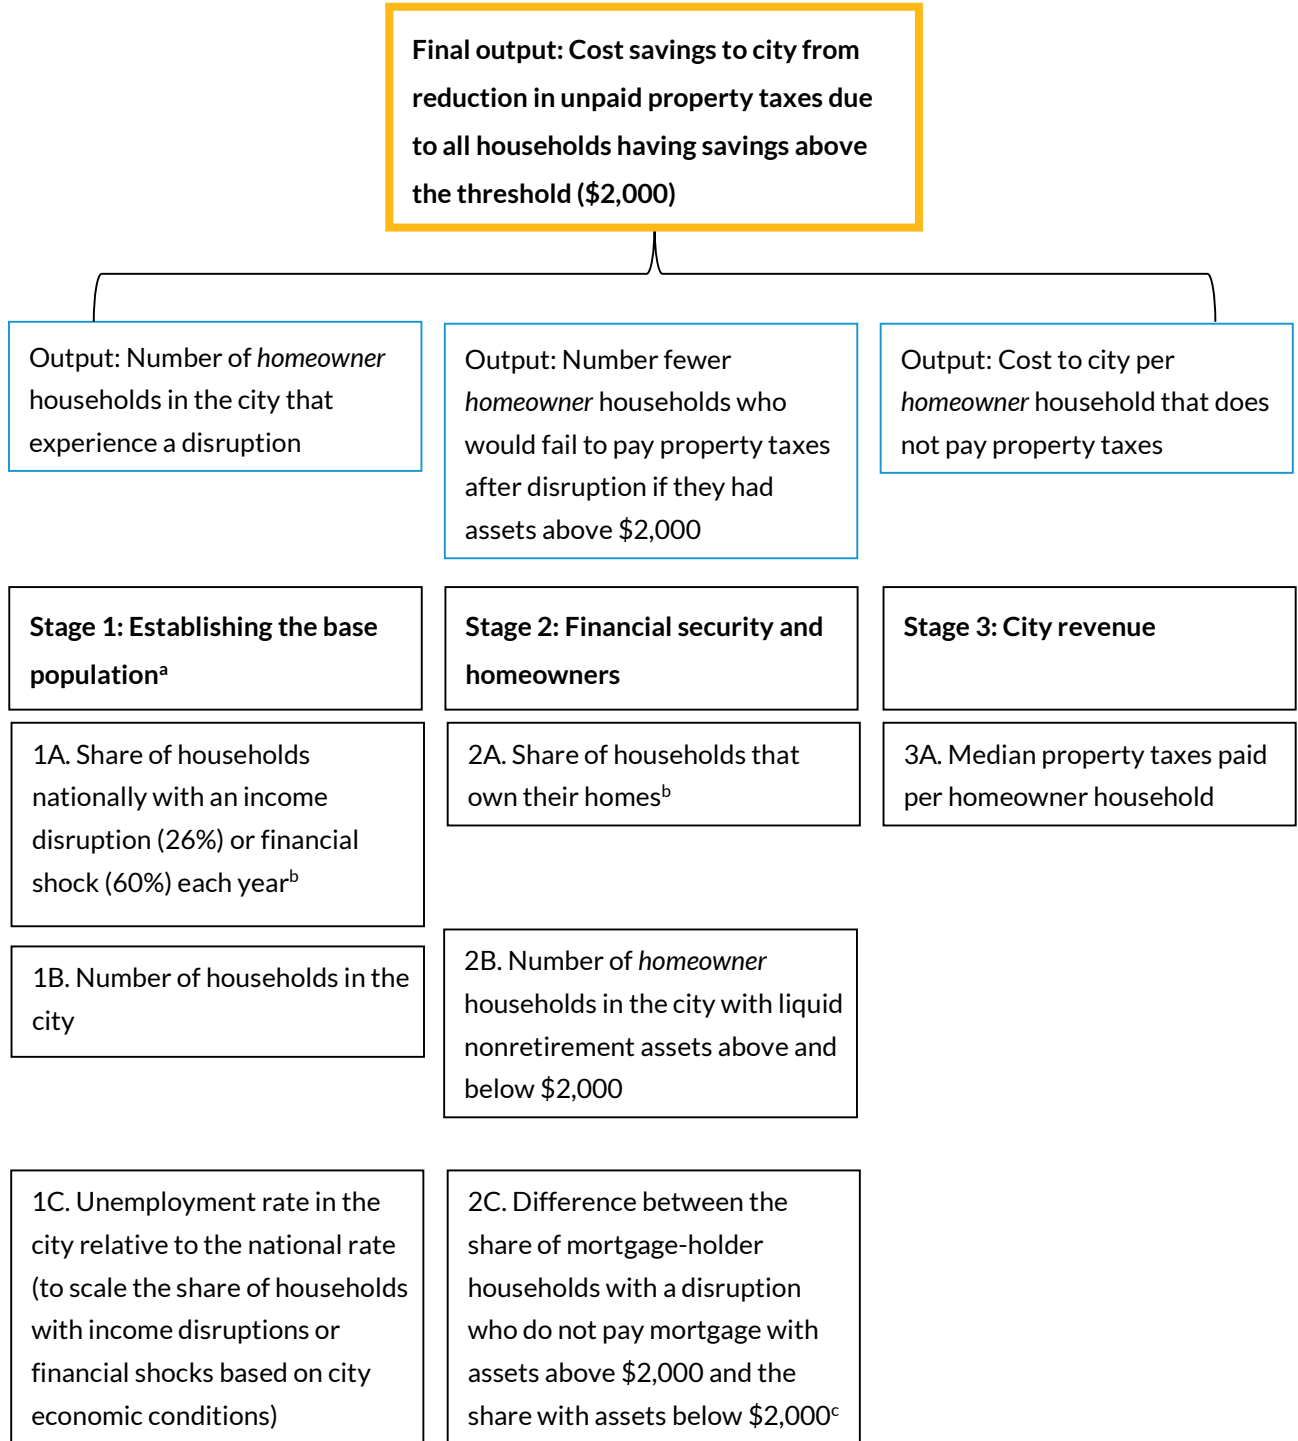 Final output: Cost savings to city from
reduction in unpaid property taxes due
to all households having savings above
the threshold ($2,000)
Output: Number of homeowner
households in the city that
experience a disruption
Output: Number fewer
homeowner households who
would fail to pay property taxes
after disruption if they had
assets above $2,000
Output: Cost to city per
homeowner household that does
not pay property taxes
Stage 1: Establishing the base
populationᵃ
Stage 2: Financial security and
homeowners
Stage 3: City revenue
1A. Share of households
nationally with an income
disruption (26%) or financial
shock (60%) each yearᵇ
2A. Share of households that
own their homesᵇ
3A. Median property taxes paid
per homeowner household
1B. Number of households in the
city
2B. Number of homeowner
households in the city with liquid
nonretirement assets above and
below $2,000
1C. Unemployment rate in the
city relative to the national rate
(to scale the share of households
with income disruptions or
financial shocks based on city
economic conditions)
2C. Difference between the
share of mortgage-holder
households with a disruption
who do not pay mortgage with
assets above $2,000 and the
share with assets below $2,000ᶜ